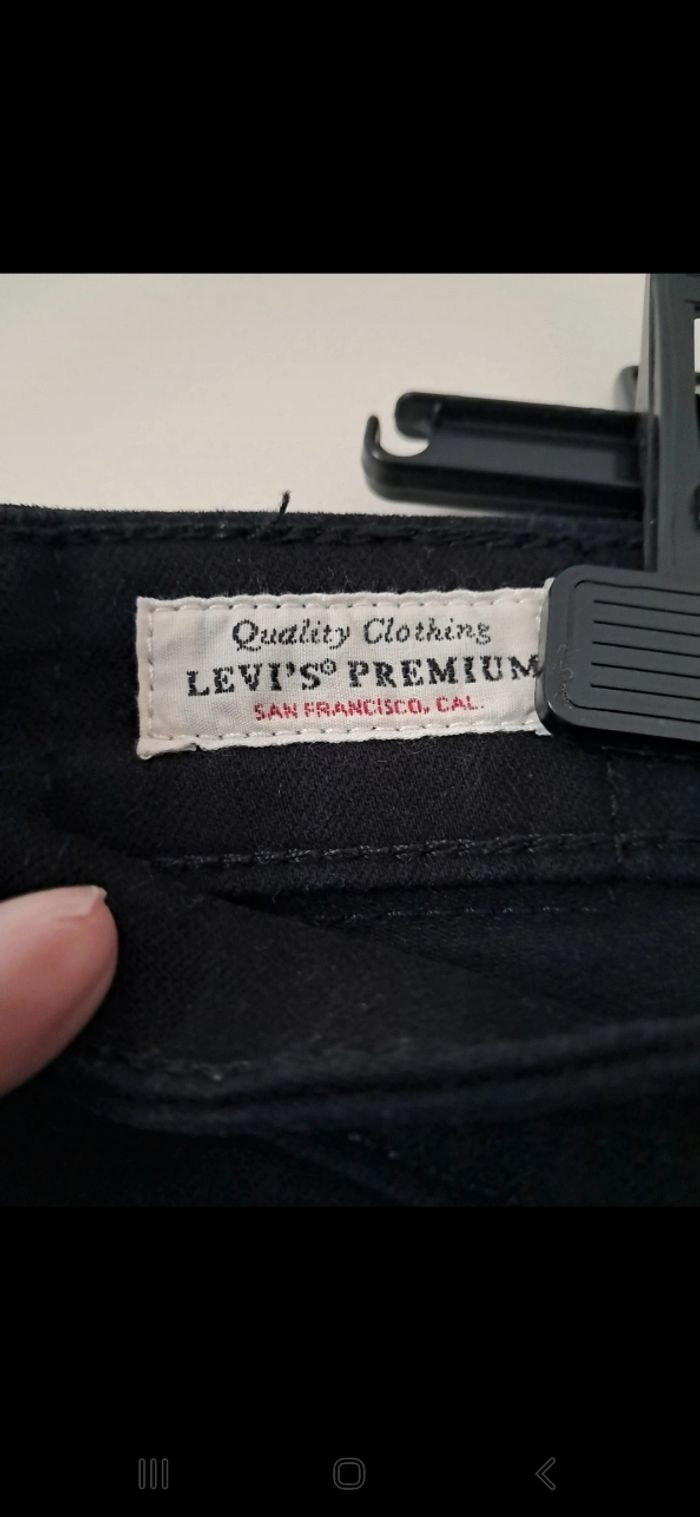 Quality Clothing
LEVI'S® PREMIUM
SAN FRANCISCO, CAL.